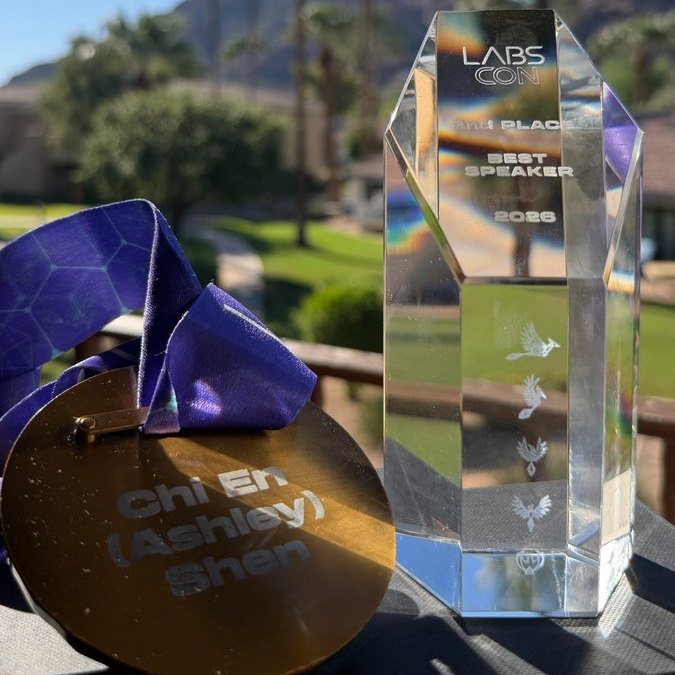 LABS
CON
2nd PLACE
BEST
SPEAKER
2026
Chi En
(Ashley)
Shen